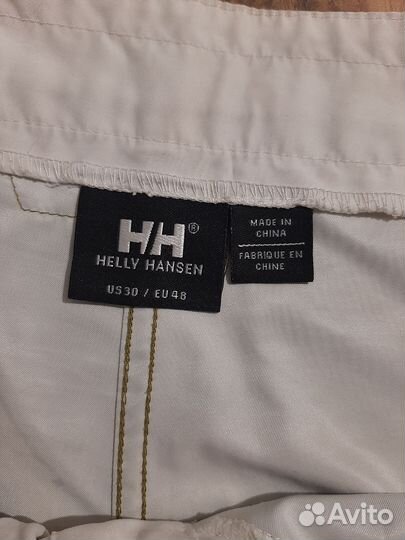 HH®
HELLY HANSEN
US30 / EU48
MADE IN
CHINA
FABRIQUE EN
CHINE
Avito